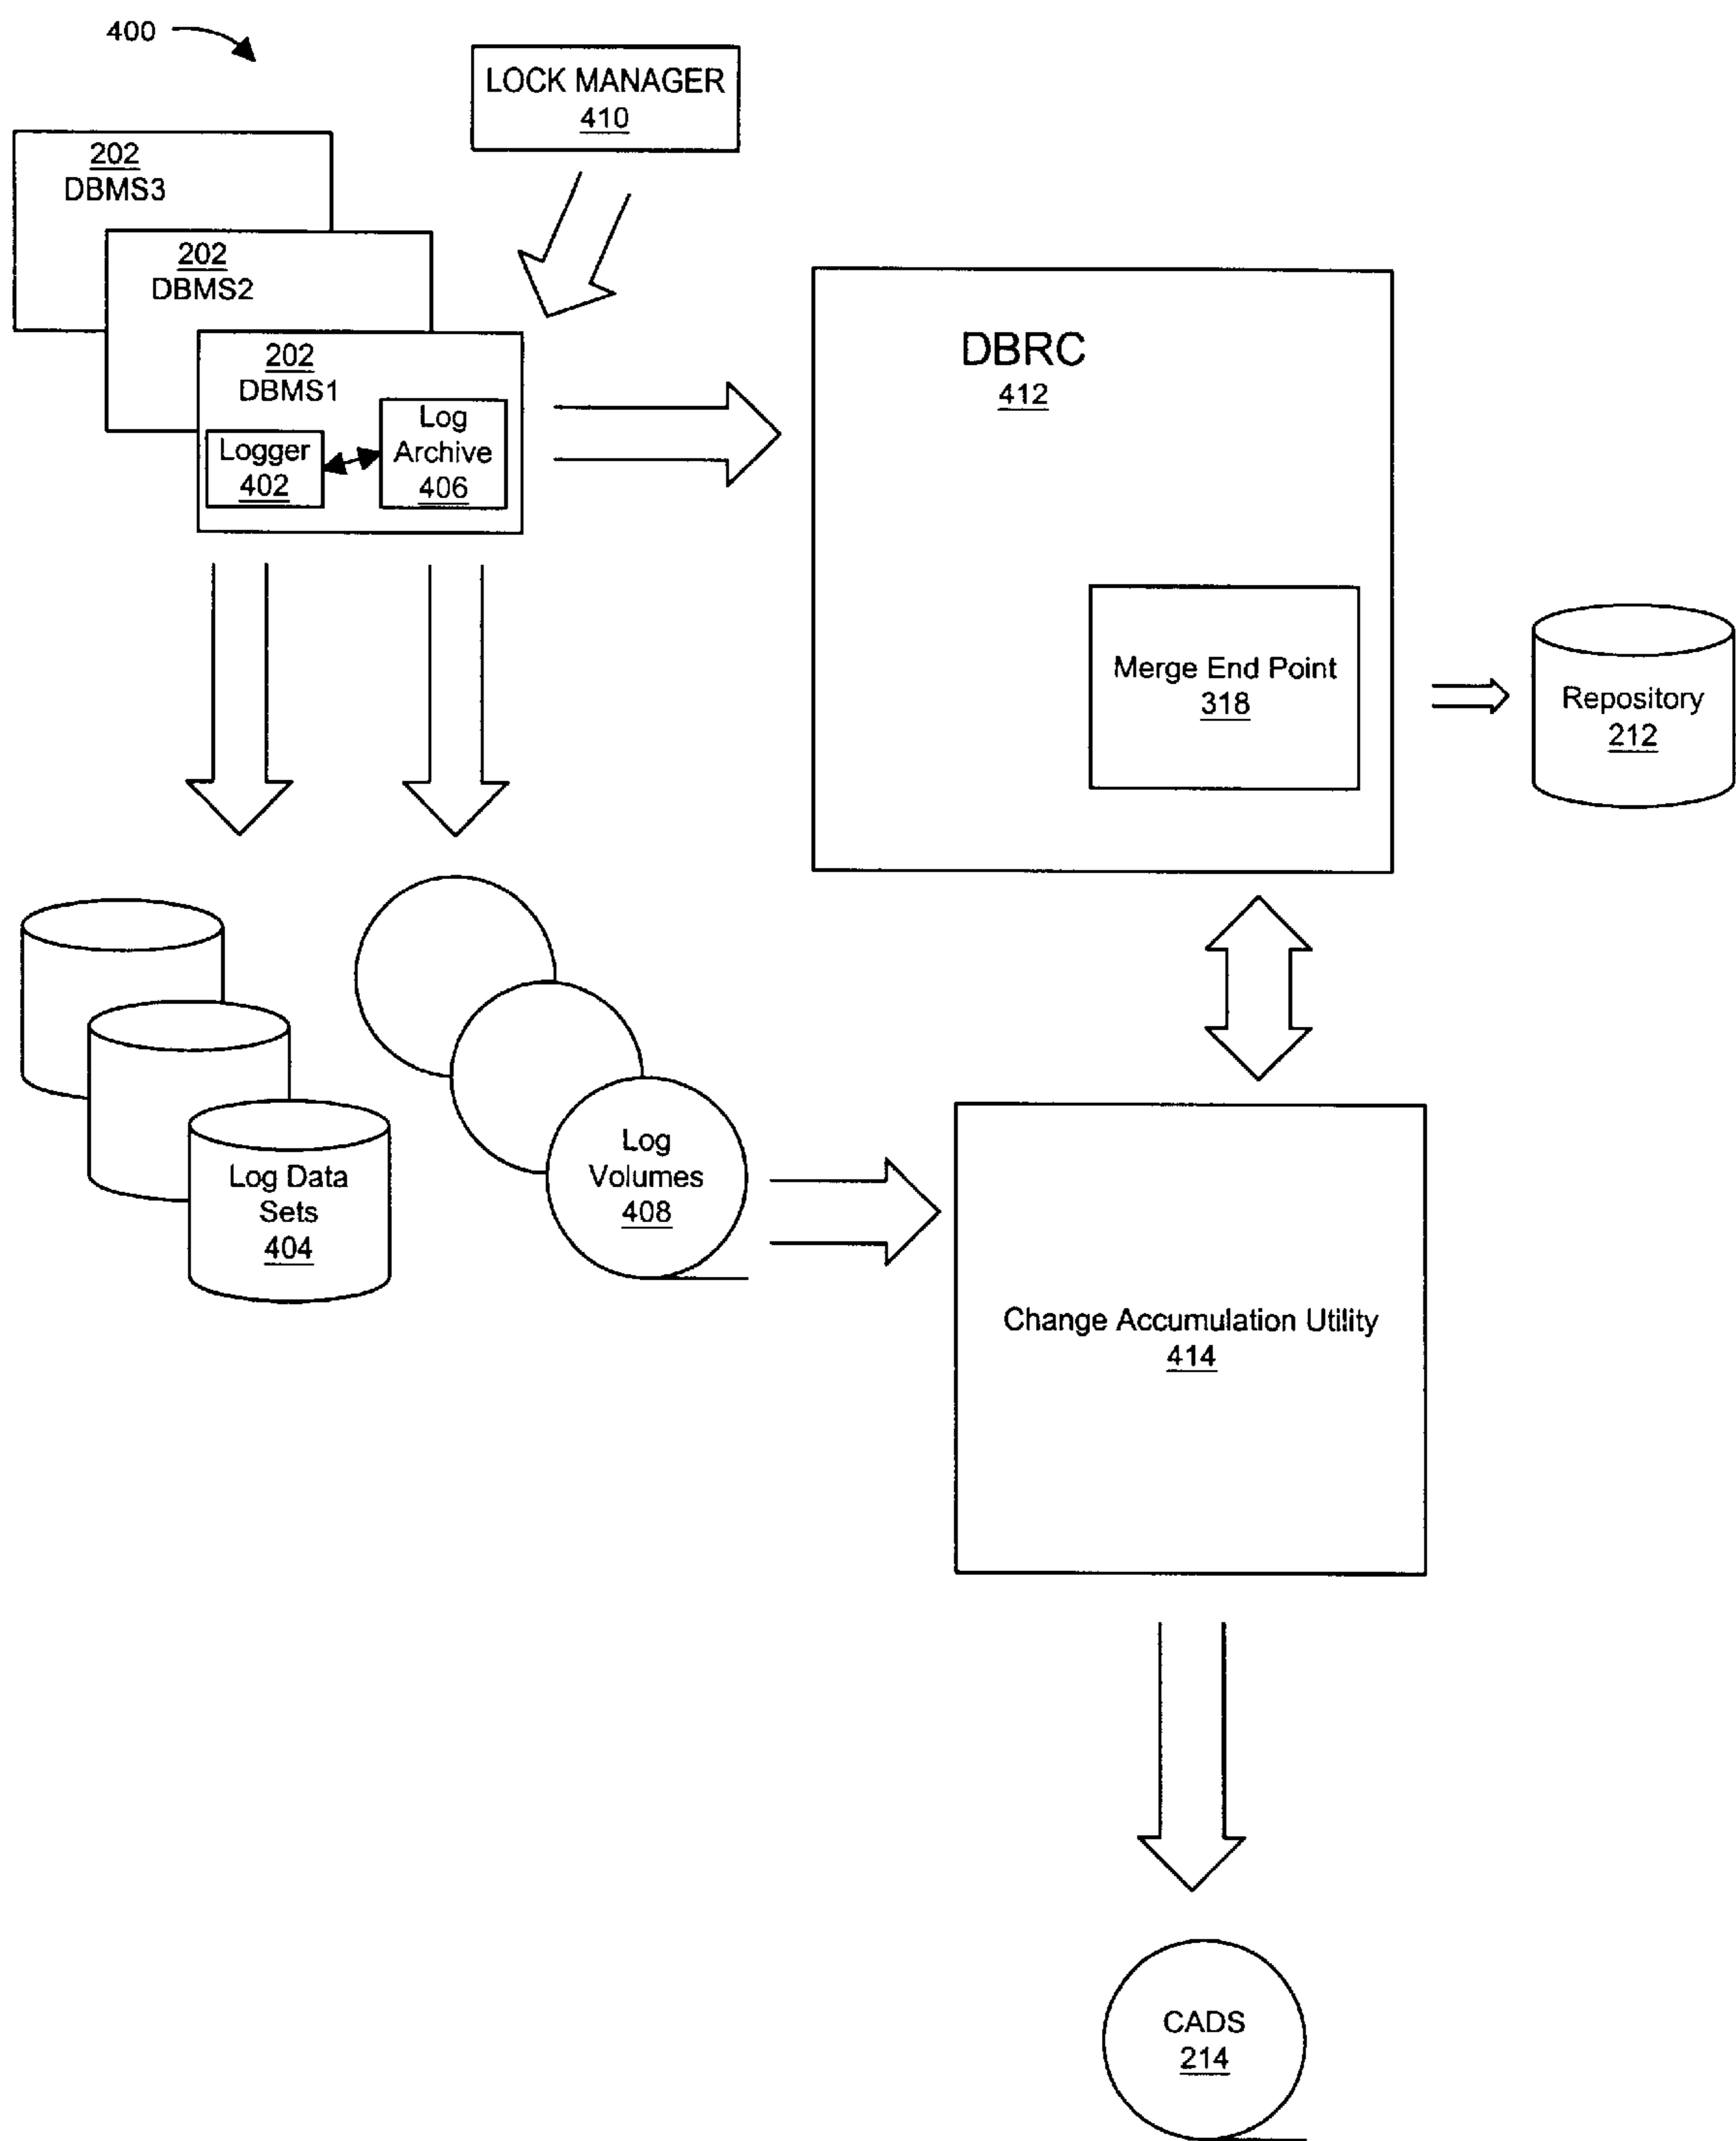 400
LOCK MANAGER
410
202
DBMS3
202
DBMS2
202
DBMS1
Logger
402
Log
Archive
406
DBRC
412
Merge End Point
318
Repository
212
Log Data
Sets
404
Log
Volumes
408
Change Accumulation Utility
414
CADS
214